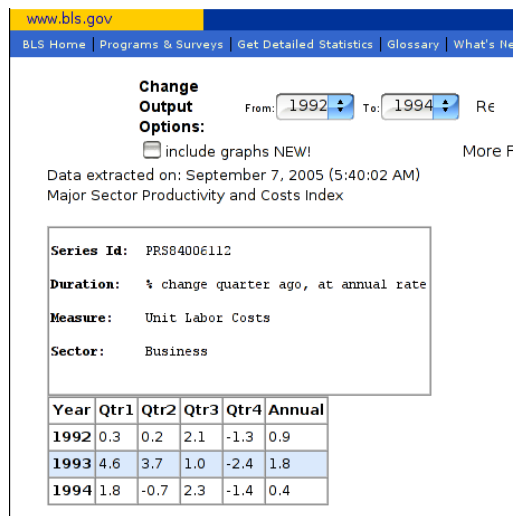 www.bls.gov
BLS Home | Programs & Surveys | Get Detailed Statistics | Glossary | What's Ne
Change
Output
Options:
From: 1992 To: 1994 Re
include graphs NEW! More F
Data extracted on: September 7, 2005 (5:40:02 AM)
Major Sector Productivity and Costs Index
Series Id: PRS84006112
Duration: % change quarter ago, at annual rate
Measure: Unit Labor Costs
Sector: Business
Year Qtr1 Qtr2 Qtr3 Qtr4 Annual
1992 0.3 0.2 2.1 -1.3 0.9
1993 4.6 3.7 1.0 -2.4 1.8
1994 1.8 -0.7 2.3 -1.4 0.4